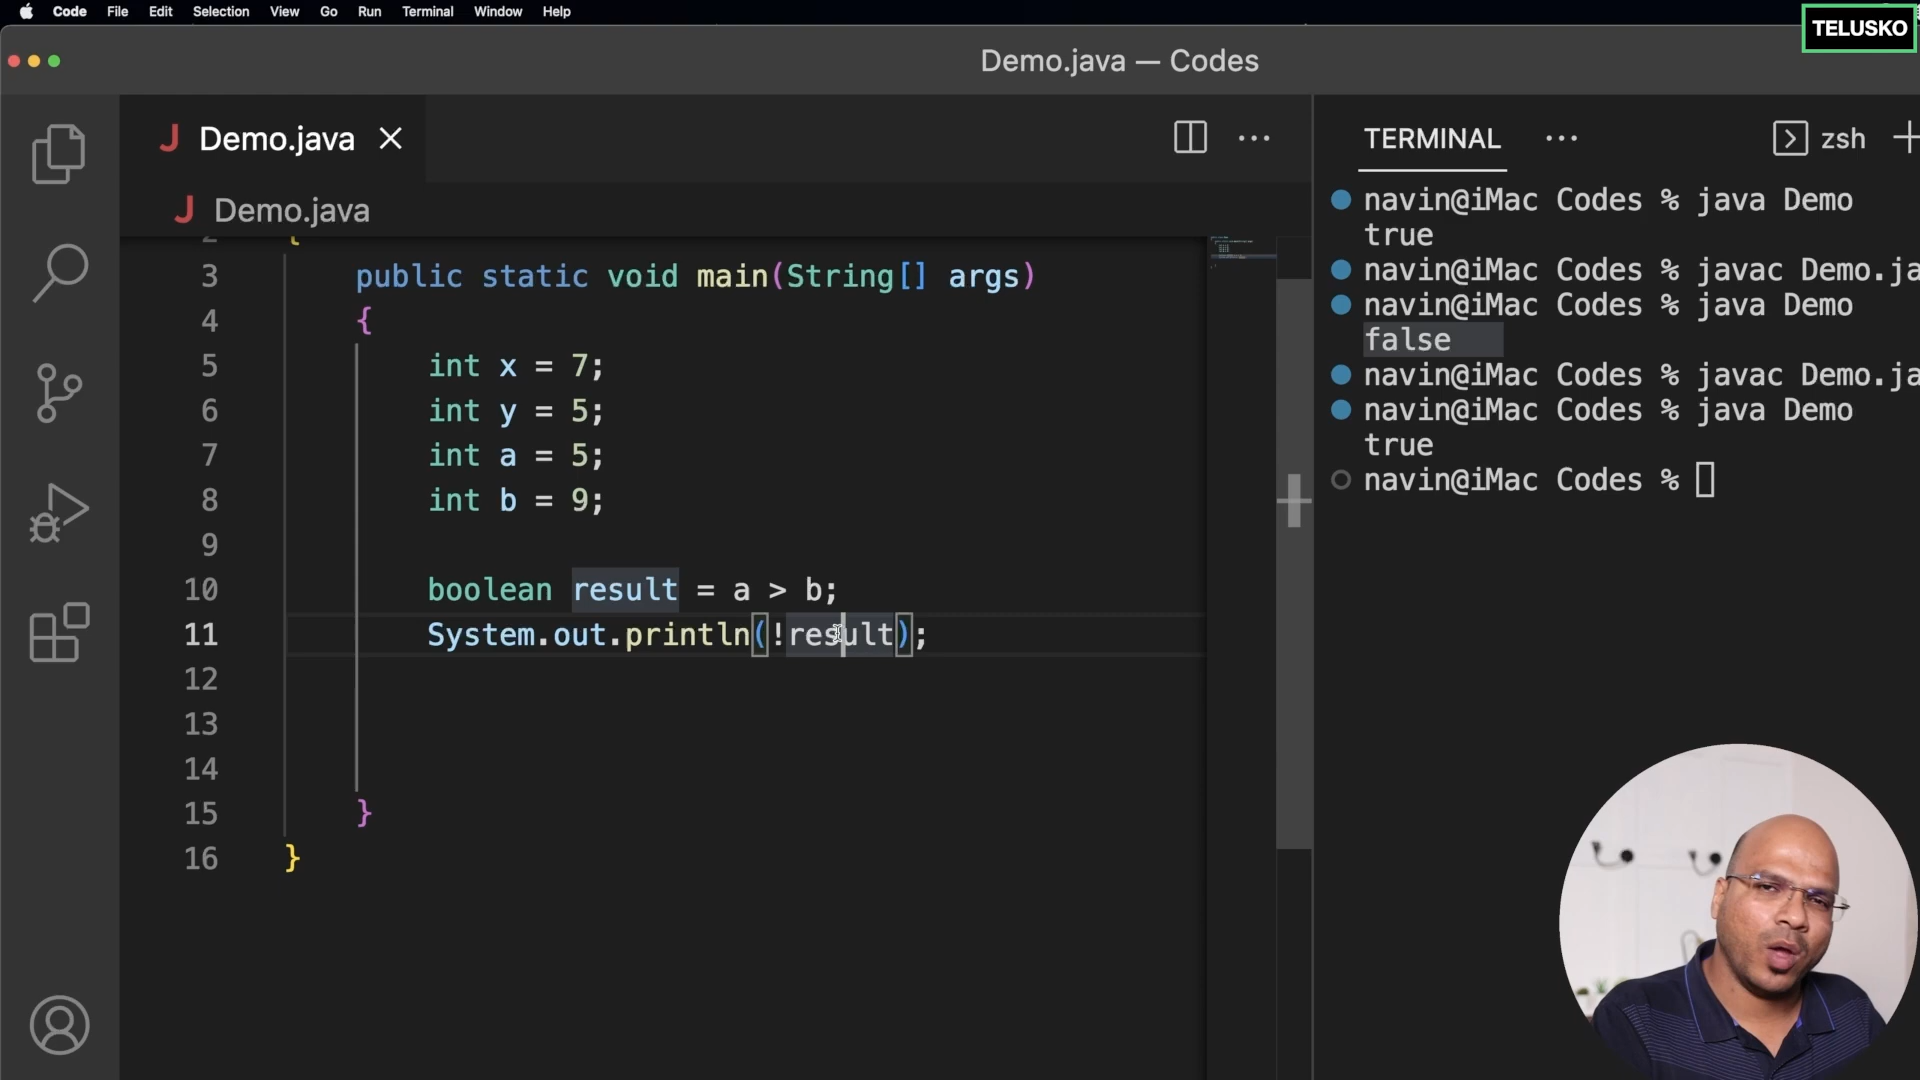 Code File Edit Selection View Go Run Terminal Window Help
TELUSKO
Demo.java — Codes
Demo.java
Demo.java
2 {
3 public static void main(String[] args)
4 {
5 int x = 7;
6 int y = 5;
7 int a = 5;
8 int b = 9;
9
10 boolean result = a > b;
11 System.out.println(!result);
12
13
14
15 }
16 }
TERMINAL ··· zsh
navin@iMac Codes % java Demo
true
navin@iMac Codes % javac Demo.ja
navin@iMac Codes % java Demo
false
navin@iMac Codes % javac Demo.ja
navin@iMac Codes % java Demo
true
navin@iMac Codes %